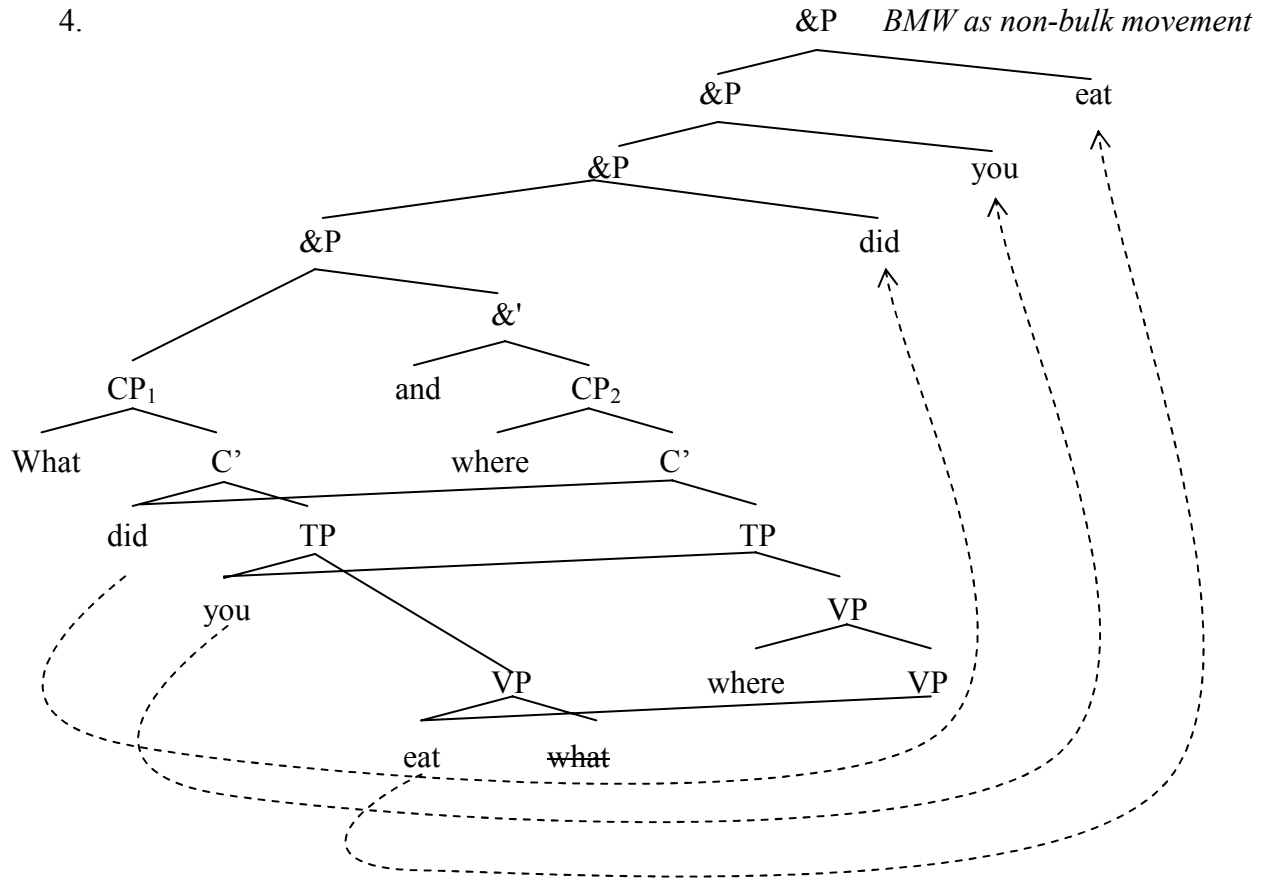 4. &P BMW as non-bulk movement
&P eat
&P you
&P did
&'
CP₁ and CP₂
What C’ where C’
did TP TP
you VP
VP where VP
eat ~~what~~